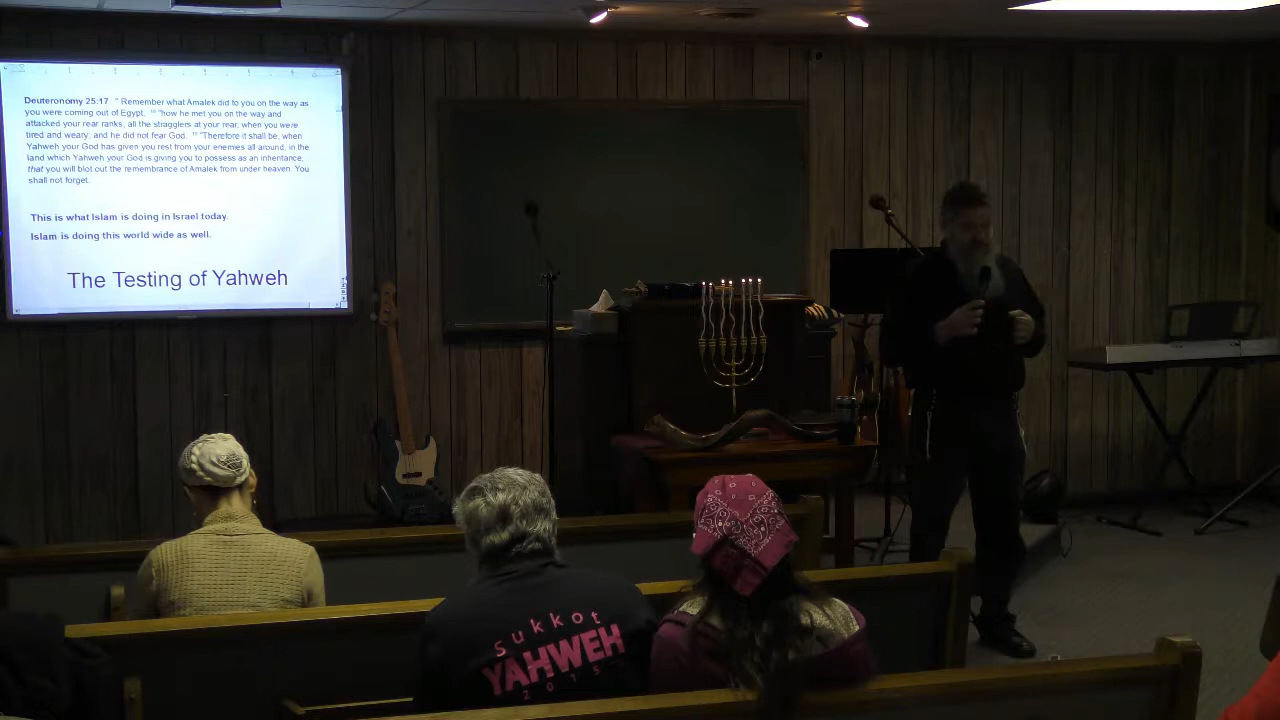 Deuteronomy 25:17 " Remember what Amalek did to you on the way as
you were coming out of Egypt. 18 "how he met you on the way and
attacked your rear ranks, all the stragglers at your rear, when you were
tired and weary; and he did not fear God. 19 "Therefore it shall be, when
Yahweh your God has given you rest from your enemies all around, in the
land which Yahweh your God is giving you to possess as an inheritance,
that you will blot out the remembrance of Amalek from under heaven. You
shall not forget.
This is what Islam is doing in Israel today.
Islam is doing this world wide as well.
The Testing of Yahweh
sukkot
YAHWEH
2015